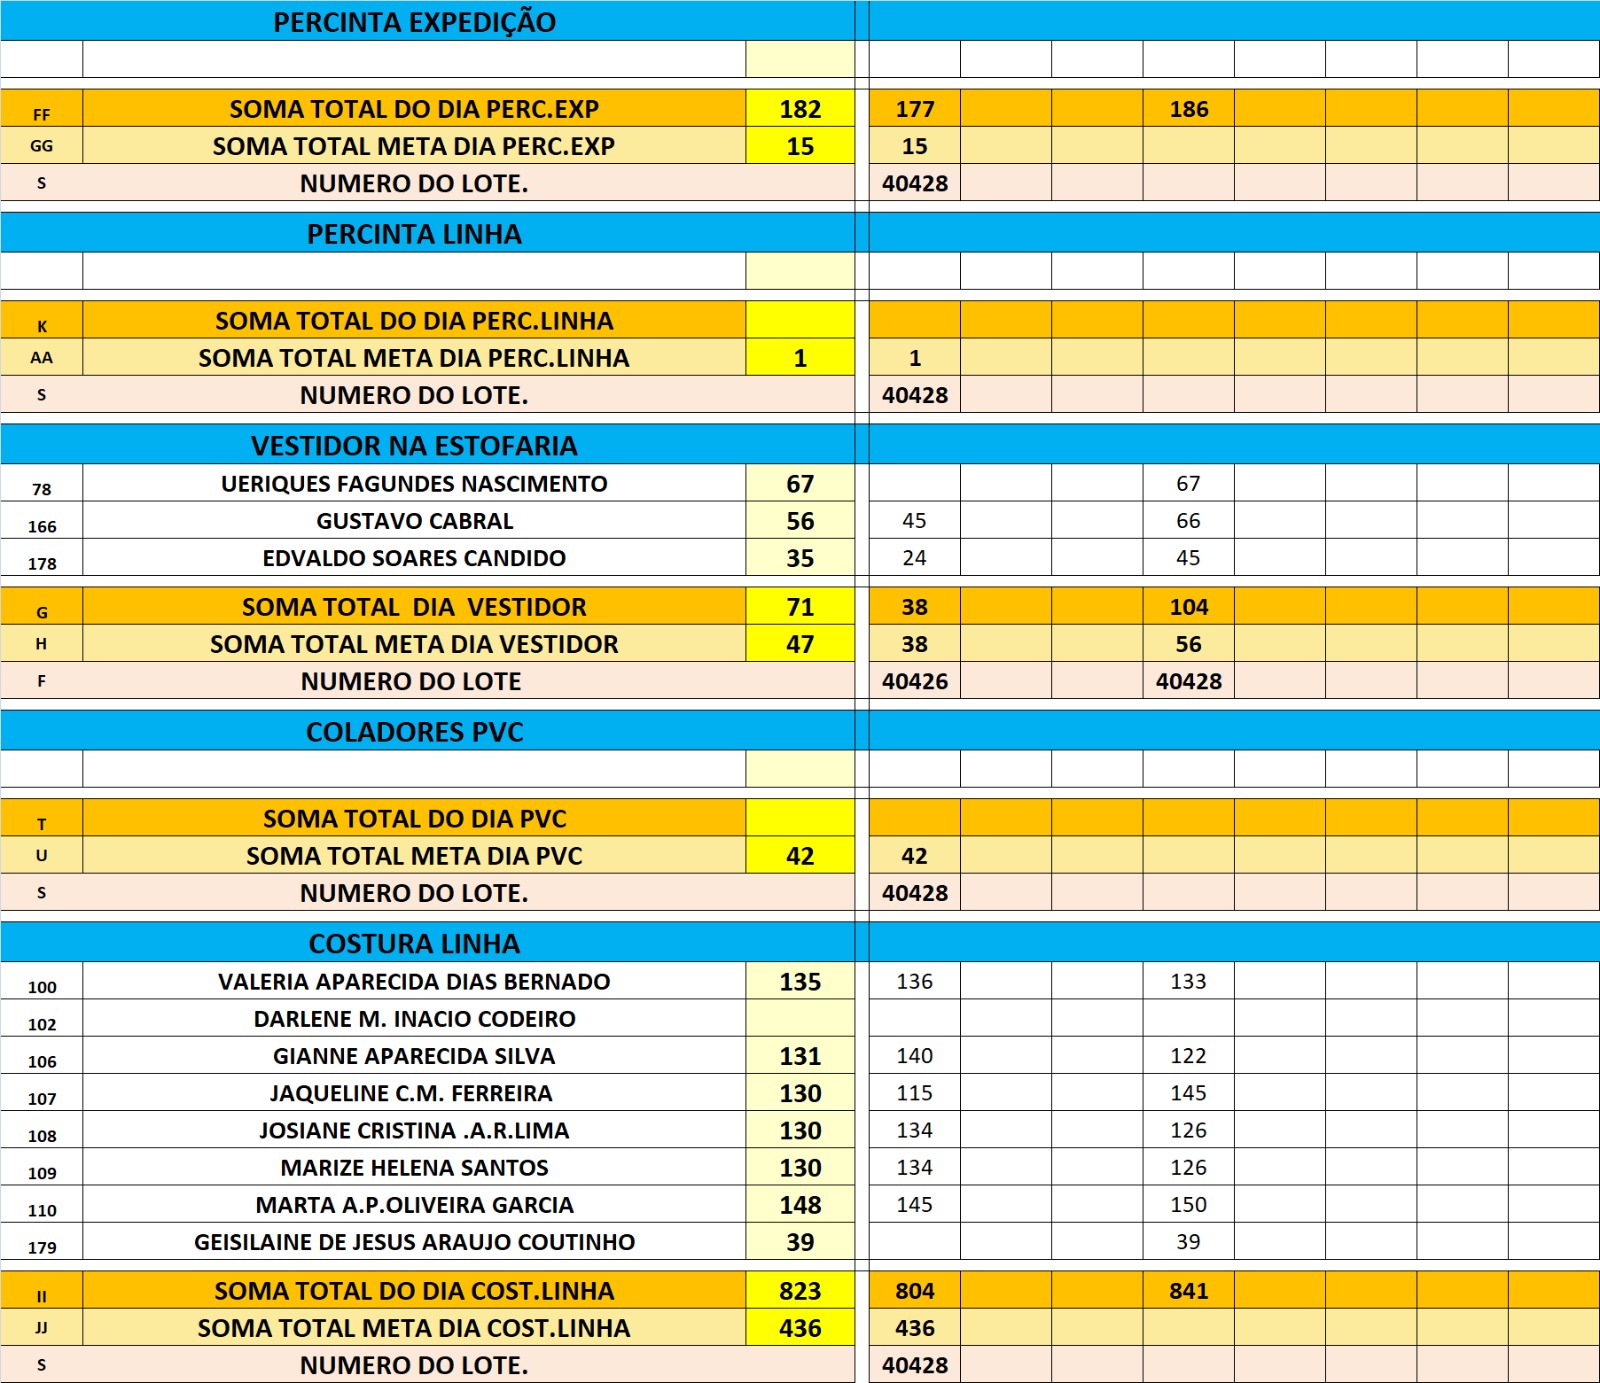 PERCINTA EXPEDIÇÃO
FF SOMA TOTAL DO DIA PERC.EXP 182 177 186
GG SOMA TOTAL META DIA PERC.EXP 15 15
S NUMERO DO LOTE. 40428
PERCINTA LINHA
K SOMA TOTAL DO DIA PERC.LINHA
AA SOMA TOTAL META DIA PERC.LINHA 1 1
S NUMERO DO LOTE. 40428
VESTIDOR NA ESTOFARIA
78 UERIQUES FAGUNDES NASCIMENTO 67 67
166 GUSTAVO CABRAL 56 45 66
178 EDVALDO SOARES CANDIDO 35 24 45
G SOMA TOTAL DIA VESTIDOR 71 38 104
H SOMA TOTAL META DIA VESTIDOR 47 38 56
F NUMERO DO LOTE 40426 40428
COLADORES PVC
T SOMA TOTAL DO DIA PVC
U SOMA TOTAL META DIA PVC 42 42
S NUMERO DO LOTE. 40428
COSTURA LINHA
100 VALERIA APARECIDA DIAS BERNADO 135 136 133
102 DARLENE M. INACIO CODEIRO
106 GIANNE APARECIDA SILVA 131 140 122
107 JAQUELINE C.M. FERREIRA 130 115 145
108 JOSIANE CRISTINA .A.R.LIMA 130 134 126
109 MARIZE HELENA SANTOS 130 134 126
110 MARTA A.P.OLIVEIRA GARCIA 148 145 150
179 GEISILAINE DE JESUS ARAUJO COUTINHO 39 39
II SOMA TOTAL DO DIA COST.LINHA 823 804 841
JJ SOMA TOTAL META DIA COST.LINHA 436 436
S NUMERO DO LOTE. 40428